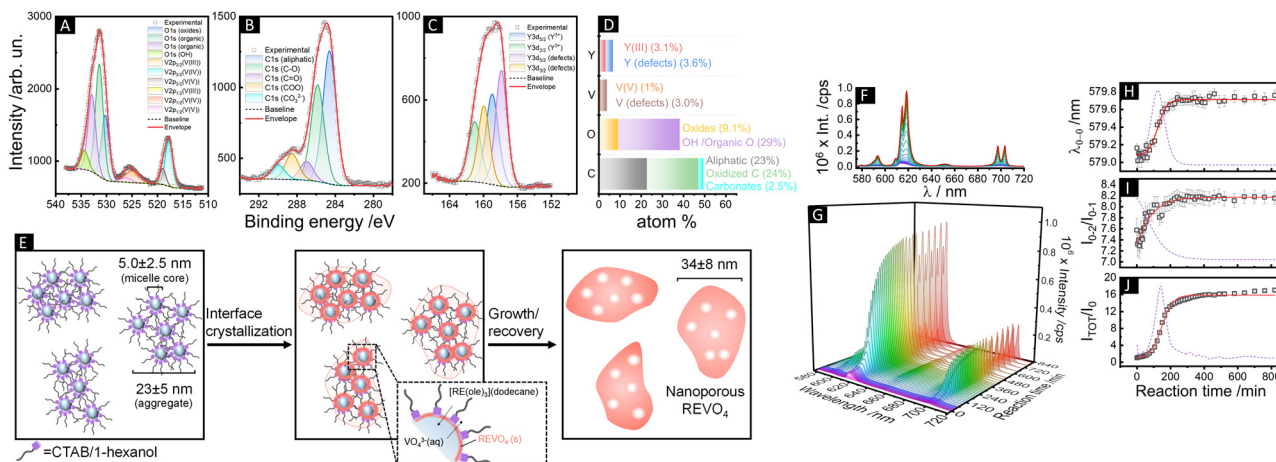 A
3000
2000
1000
Intensity /arb. un.
540 535 530 525 520 515 510
Experimental
O1s (oxides)
O1s (organic)
O1s (organic)
O1s (OH)
V2p3/2(V(III))
V2p3/2(V(IV))
V2p3/2(V(IV))
V2p1/2(V(III))
V2p1/2(V(IV))
V2p1/2(V(V))
Baseline
Envelope
B
1500
1000
500
296 292 288 284 280
Binding energy /eV
Experimental
C1s (aliphatic)
C1s (C-O)
C1s (C=O)
C1s (COO)
C1s (CO₃²⁻)
Baseline
Envelope
C
1000
600
200
164 160 156 152
Experimental
Y3d5/2 (Y³⁺)
Y3d3/2 (Y³⁺)
Y3d5/2 (defects)
Y3d3/2 (defects)
Baseline
Envelope
D
Y
V
O
C
Y(III) (3.1%)
Y (defects) (3.6%)
V(V) (1%)
V (defects) (3.0%)
Oxides (9.1%)
OH /Organic O (29%)
Aliphatic (23%)
Oxidized C (24%)
Carbonates (2.5%)
0 10 20 30 40 50 60
atom %
E
5.0±2.5 nm
(micelle core)
23±5 nm
(aggregate)
=CTAB/1-hexanol
Interface
crystallization
[RE(ole)₃](dodecane)
VO₄³⁻(aq)
REVO₄ (s)
Growth/
recovery
34±8 nm
Nanoporous
REVO₄
F
10⁶ x Int. /cps
1.0
0.8
0.6
0.4
0.2
0.0
580 600 620 640 660 680 700 720
λ / nm
G
1.0
0.8
0.6
0.4
0.2
10⁶ x Intensity /cps
Wavelength /nm
Reaction time /min
H
λ0–0 /nm
579.8
579.6
579.4
579.2
579.0
I
I0-2/I0-1
8.2
8.0
7.8
7.6
7.4
7.2
7.0
J
ITOT/I0
20
16
12
8
4
0
0 200 400 600 800
Reaction time /min